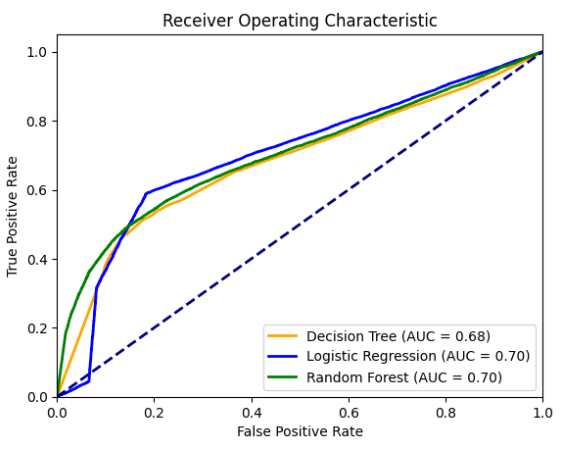 Receiver Operating Characteristic
1.0
0.8
0.6
0.4
0.2
0.0
True Positive Rate
Decision Tree (AUC = 0.68)
Logistic Regression (AUC = 0.70)
Random Forest (AUC = 0.70)
0.0 0.2 0.4 0.6 0.8 1.0
False Positive Rate